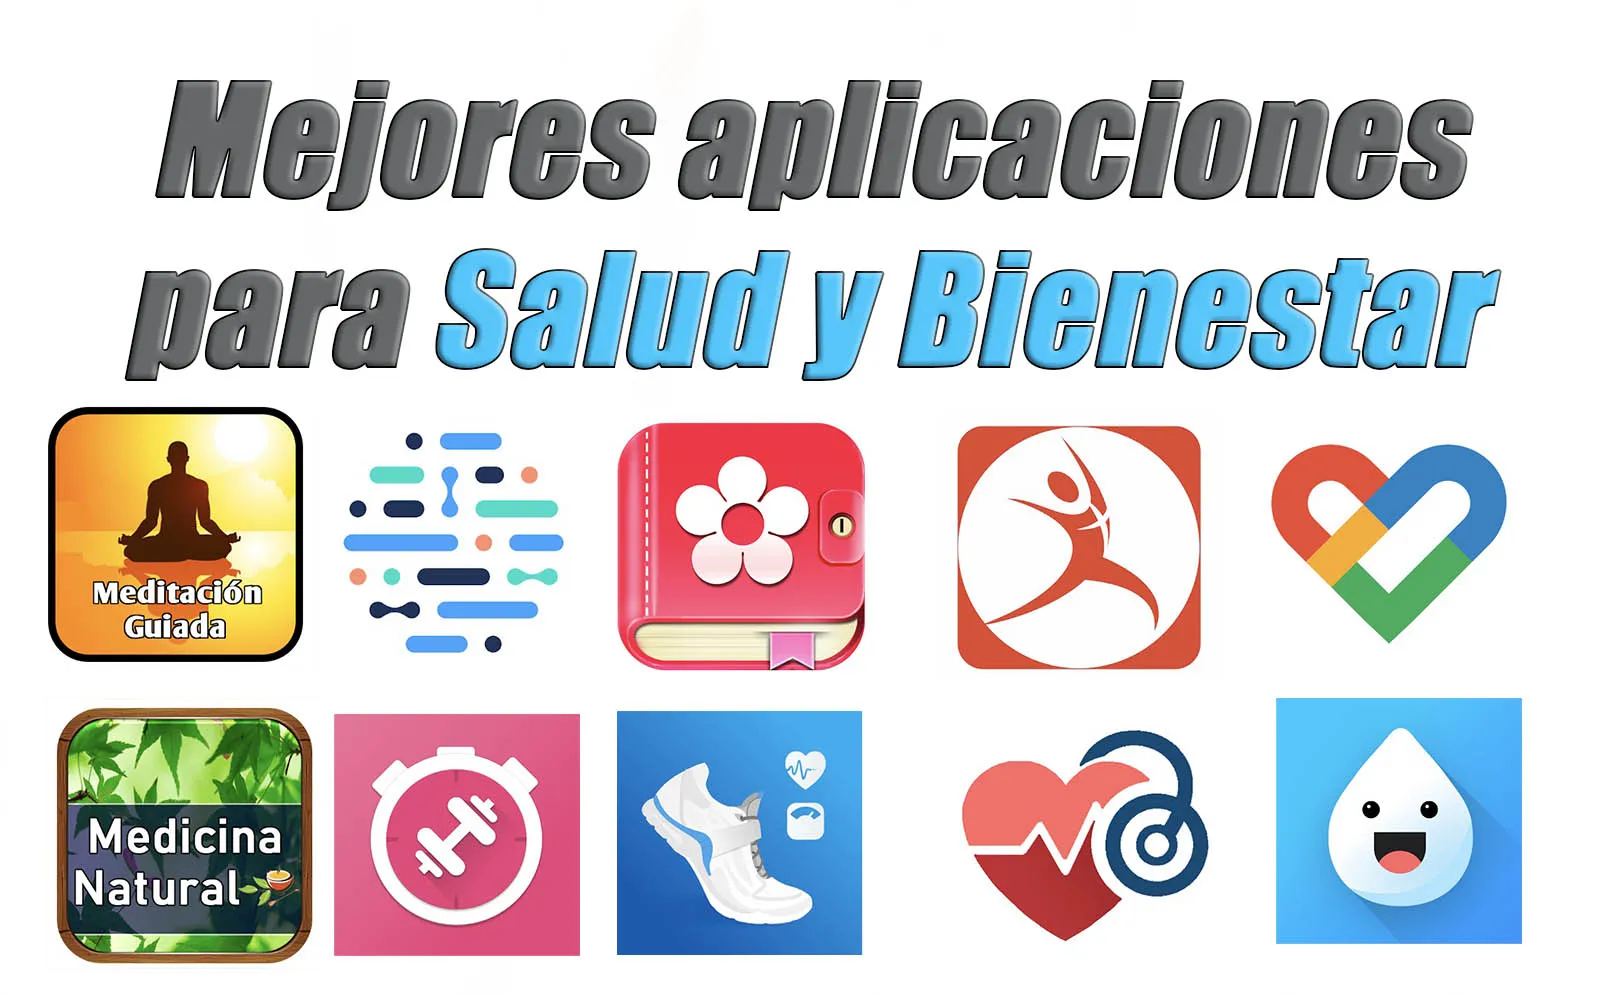 Mejores aplicaciones
para Salud y Bienestar
Meditación
Guiada
Medicina
Natural